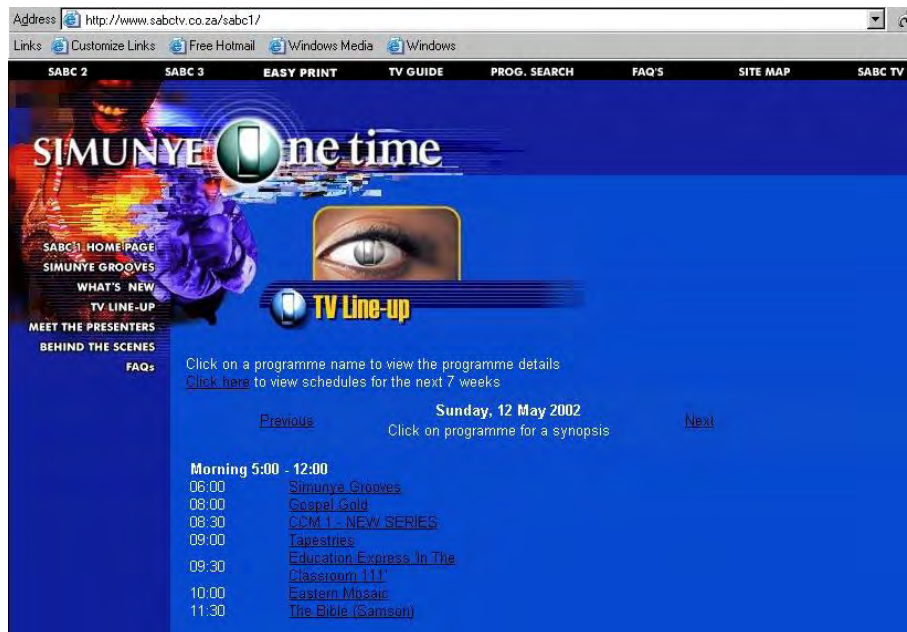 Address http://www.sabctv.co.za/sabc1/
Links Customize Links Free Hotmail Windows Media Windows
SABC 2 SABC 3 EASY PRINT TV GUIDE PROG. SEARCH FAQ'S SITE MAP SABC TV
SIMUNYE One time
SABC 1 HOME PAGE
SIMUNYE GROOVES
WHAT'S NEW
TV LINE-UP
MEET THE PRESENTERS
BEHIND THE SCENES
FAQs
TV Line-up
Click on a programme name to view the programme details
Click here to view schedules for the next 7 weeks
Previous
Sunday, 12 May 2002
Click on programme for a synopsis
Next
Morning 5:00 - 12:00
06:00 Simunye Grooves
08:00 Gospel Gold
08:30 CCM 1 - NEW SERIES
09:00 Tapestries
09:30 Education Express 'In The
Classroom 111'
10:00 Eastern Mosaic
11:30 The Bible (Samson)